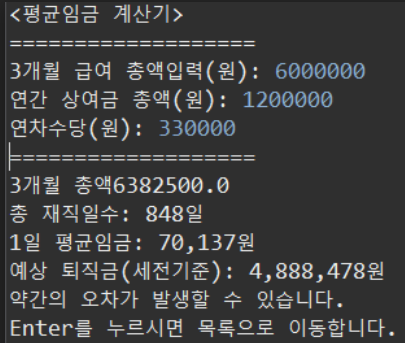 <평균임금 계산기>
====================
3개월 급여 총액입력(원): 6000000
연간 상여금 총액(원): 1200000
연차수당(원): 330000
====================
3개월 총액6382500.0
총 재직일수: 848일
1일 평균임금: 70,137원
예상 퇴직금(세전기준): 4,888,478원
약간의 오차가 발생할 수 있습니다.
Enter를 누르시면 목록으로 이동합니다.